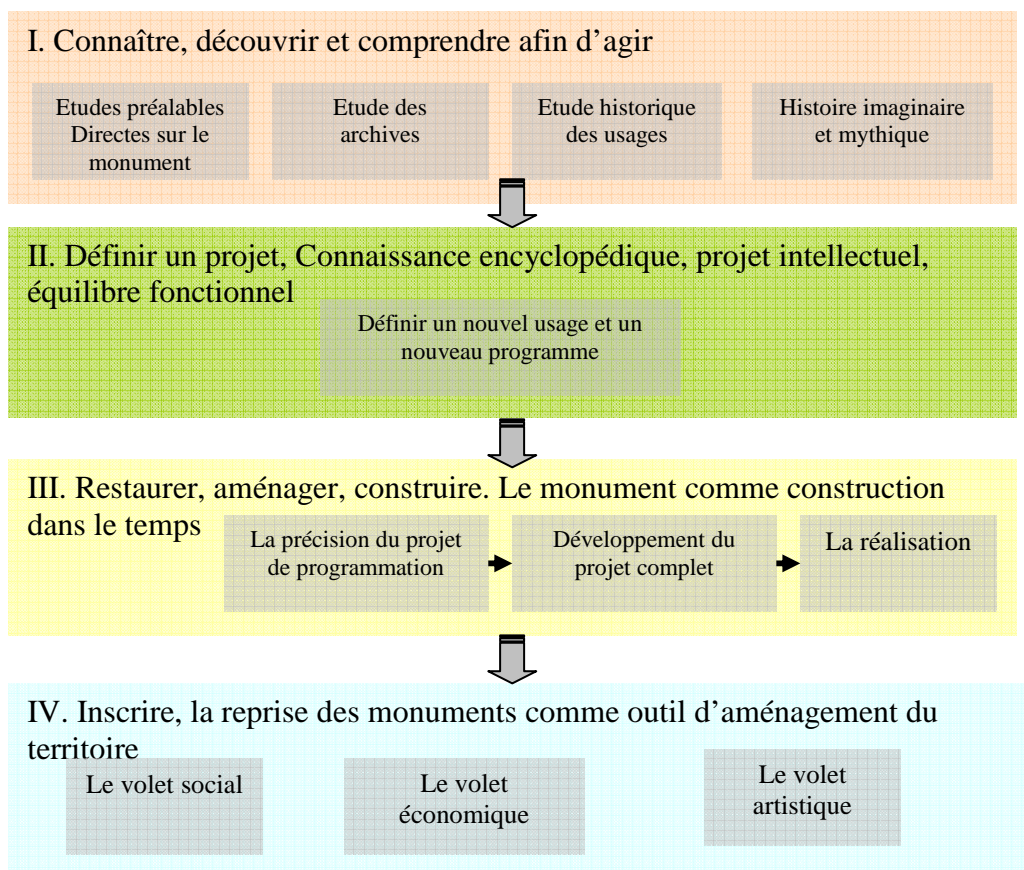 I. Connaître, découvrir et comprendre afin d’agir
Etudes préalables
Directes sur le
monument
Etude des
archives
Etude historique
des usages
Histoire imaginaire
et mythique
II. Définir un projet, Connaissance encyclopédique, projet intellectuel,
équilibre fonctionnel
Définir un nouvel usage et un
nouveau programme
III. Restaurer, aménager, construire. Le monument comme construction
dans le temps
La précision du projet
de programmation
Développement du
projet complet
La réalisation
IV. Inscrire, la reprise des monuments comme outil d’aménagement du
territoire
Le volet social
Le volet
économique
Le volet
artistique